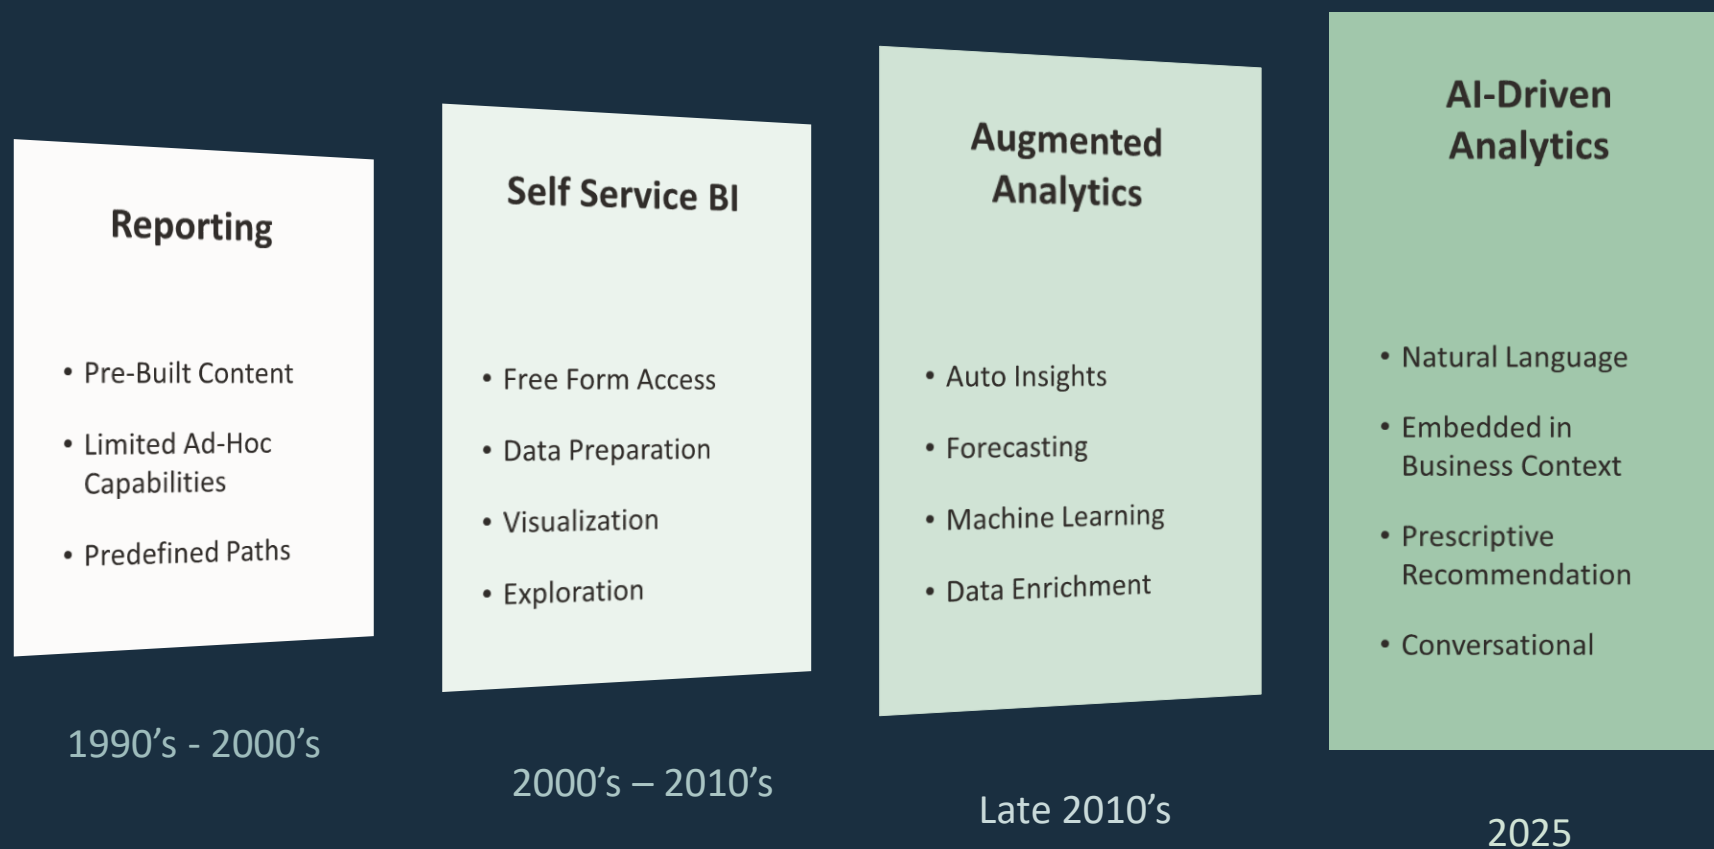 Reporting
• Pre-Built Content
• Limited Ad-Hoc
Capabilities
• Predefined Paths
1990’s - 2000’s
Self Service BI
• Free Form Access
• Data Preparation
• Visualization
• Exploration
2000’s – 2010’s
Augmented
Analytics
• Auto Insights
• Forecasting
• Machine Learning
• Data Enrichment
Late 2010’s
AI-Driven
Analytics
• Natural Language
• Embedded in
Business Context
• Prescriptive
Recommendation
• Conversational
2025